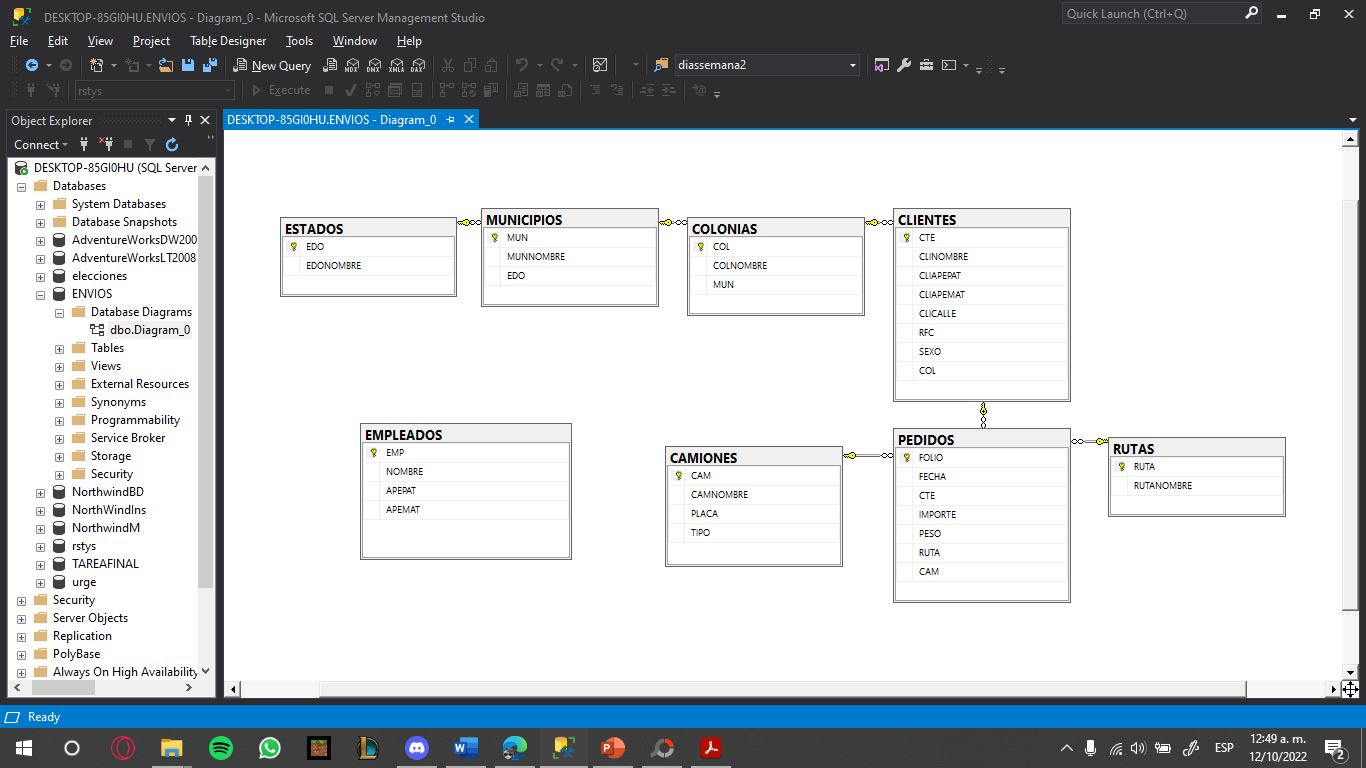 DESKTOP-85GI0HU.ENVIOS - Diagram_0 - Microsoft SQL Server Management Studio
Quick Launch (Ctrl+Q)
File Edit View Project Table Designer Tools Window Help
New Query MDX DMX XMLA DAX diassemana2
rstys Execute
Object Explorer
DESKTOP-85GI0HU.ENVIOS - Diagram_0
Connect
DESKTOP-85GI0HU (SQL Server
Databases
System Databases
Database Snapshots
AdventureWorksDW200
AdventureWorksLT2008
elecciones
ENVIOS
Database Diagrams
dbo.Diagram_0
Tables
Views
External Resources
Synonyms
Programmability
Service Broker
Storage
Security
NorthwindBD
NorthWindIns
NorthwindM
rstys
TAREAFINAL
urge
Security
Server Objects
Replication
PolyBase
Always On High Availability
ESTADOS
EDO
EDONOMBRE
MUNICIPIOS
MUN
MUNNOMBRE
EDO
COLONIAS
COL
COLNOMBRE
MUN
CLIENTES
CTE
CLINOMBRE
CLIAPEPAT
CLIAPEMAT
CLICALLE
RFC
SEXO
COL
EMPLEADOS
EMP
NOMBRE
APEPAT
APEMAT
CAMIONES
CAM
CAMNOMBRE
PLACA
TIPO
PEDIDOS
FOLIO
FECHA
CTE
IMPORTE
PESO
RUTA
CAM
RUTAS
RUTA
RUTANOMBRE
Ready
ESP
12:49 a. m.
12/10/2022
2